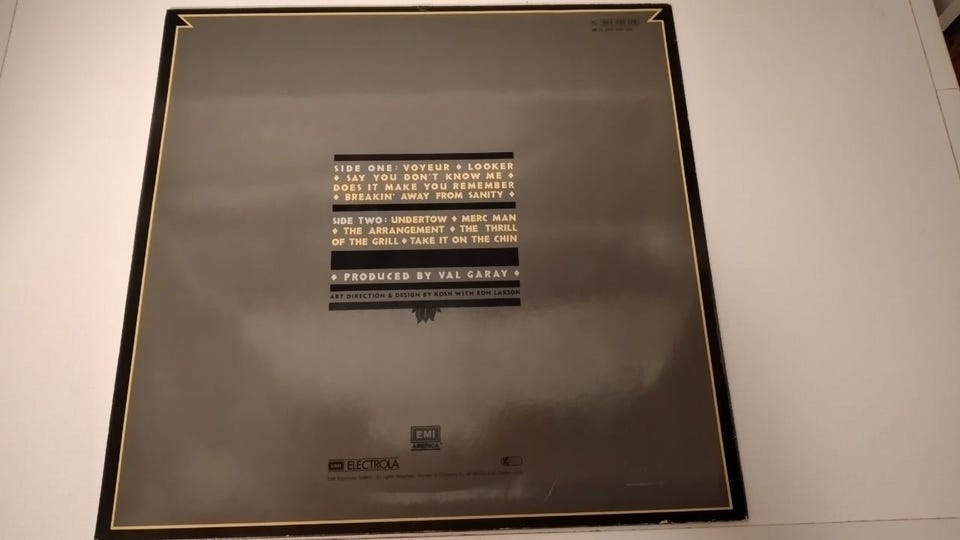 SIDE ONE: VOYEUR ♦ LOOKER
♦ SAY YOU DON'T KNOW ME ♦
DOES IT MAKE YOU REMEMBER
♦ BREAKIN' AWAY FROM SANITY ♦
SIDE TWO: UNDERTOW ♦ MERC MAN
♦ THE ARRANGEMENT ♦ THE THRILL
OF THE GRILL ♦ TAKE IT ON THE CHIN
♦ PRODUCED BY VAL GARAY ♦
ART DIRECTION & DESIGN BY KOSH WITH RON LARSON
EMI
AMERICA
EMI ELECTROLA